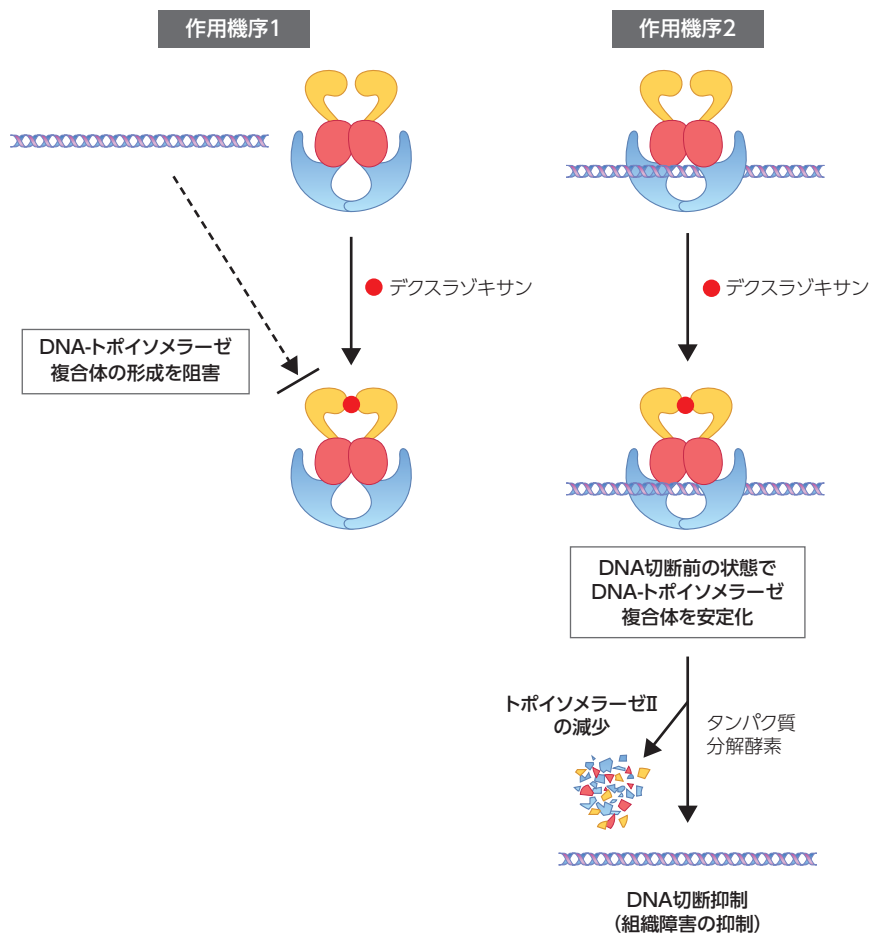 作用機序1
デクスラゾキサン
DNA-トポイソメラーゼ
複合体の形成を阻害
作用機序2
デクスラゾキサン
DNA切断前の状態で
DNA-トポイソメラーゼ
複合体を安定化
トポイソメラーゼⅡ
の減少
タンパク質
分解酵素
DNA切断抑制
（組織障害の抑制）